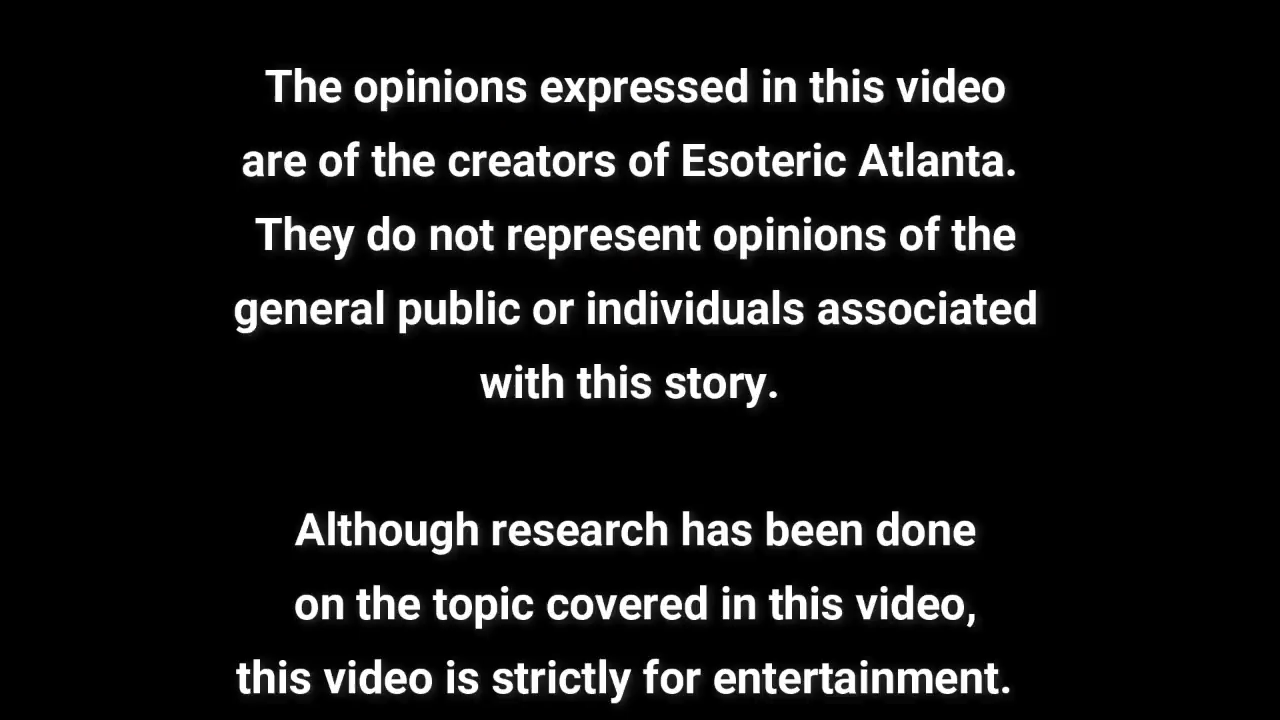 The opinions expressed in this video
are of the creators of Esoteric Atlanta.
They do not represent opinions of the
general public or individuals associated
with this story.
Although research has been done
on the topic covered in this video,
this video is strictly for entertainment.